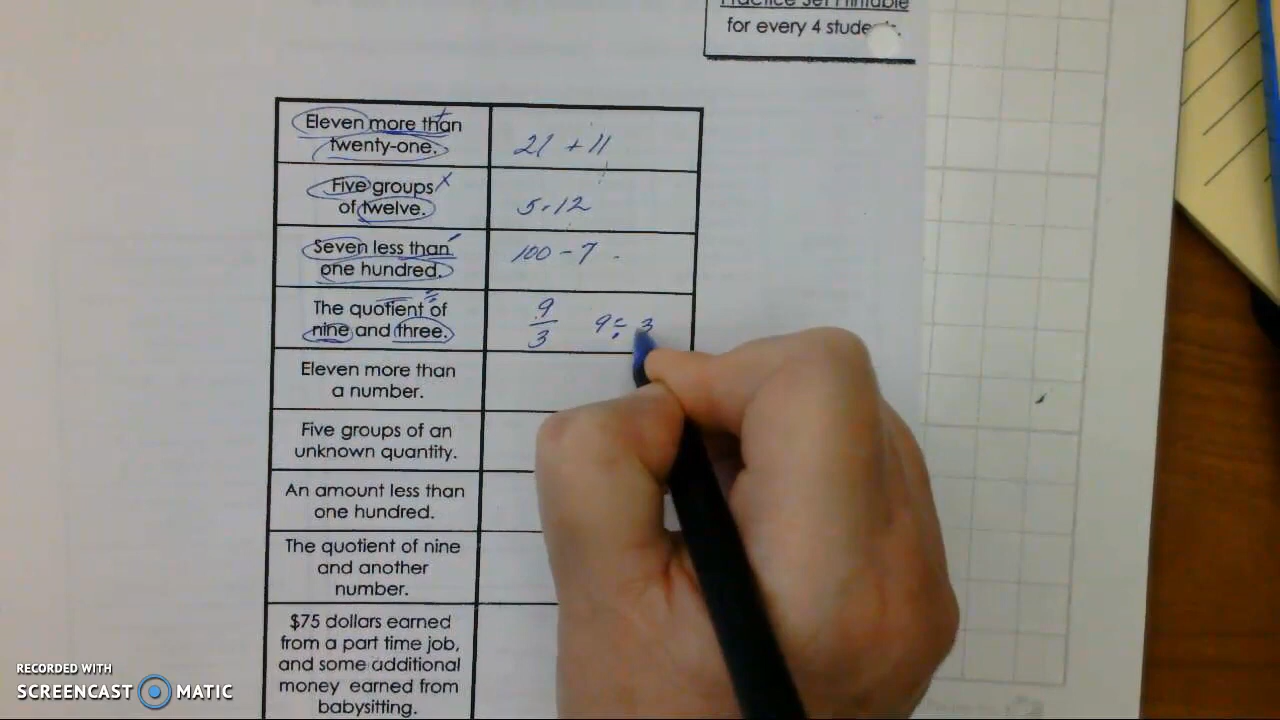 Practice Set Printable
for every 4
Eleven more than
twenty-one.
21 + 11
Five groups x
of twelve.
5 · 12
Seven less than
one hundred.
100 - 7
The quotient of
nine and three.
9
3
9 ÷ 3
Eleven more than
a number.
Five groups of an
unknown quantity.
An amount less than
one hundred.
The quotient of nine
and another
number.
$75 dollars earned
from a part time job,
and some additional
money earned from
babysitting.
RECORDED WITH
SCREENCAST MATIC